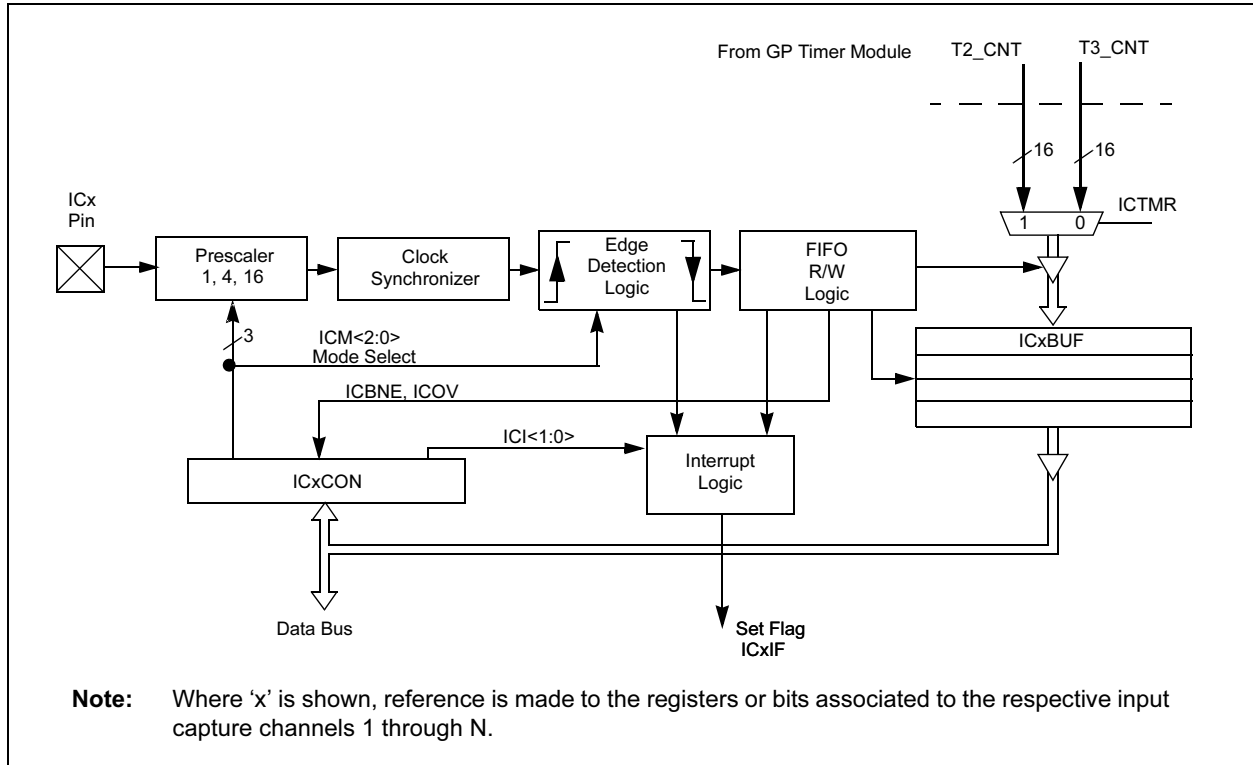 From GP Timer Module
T2_CNT
T3_CNT
16
16
ICx
Pin
1
0
ICTMR
Prescaler
1, 4, 16
Clock
Synchronizer
Edge
Detection
Logic
FIFO
R/W
Logic
3
ICM<2:0>
Mode Select
ICxBUF
ICBNE, ICOV
ICI<1:0>
ICxCON
Interrupt
Logic
Data Bus
Set Flag
ICxIF
Note: Where ‘x’ is shown, reference is made to the registers or bits associated to the respective input
capture channels 1 through N.